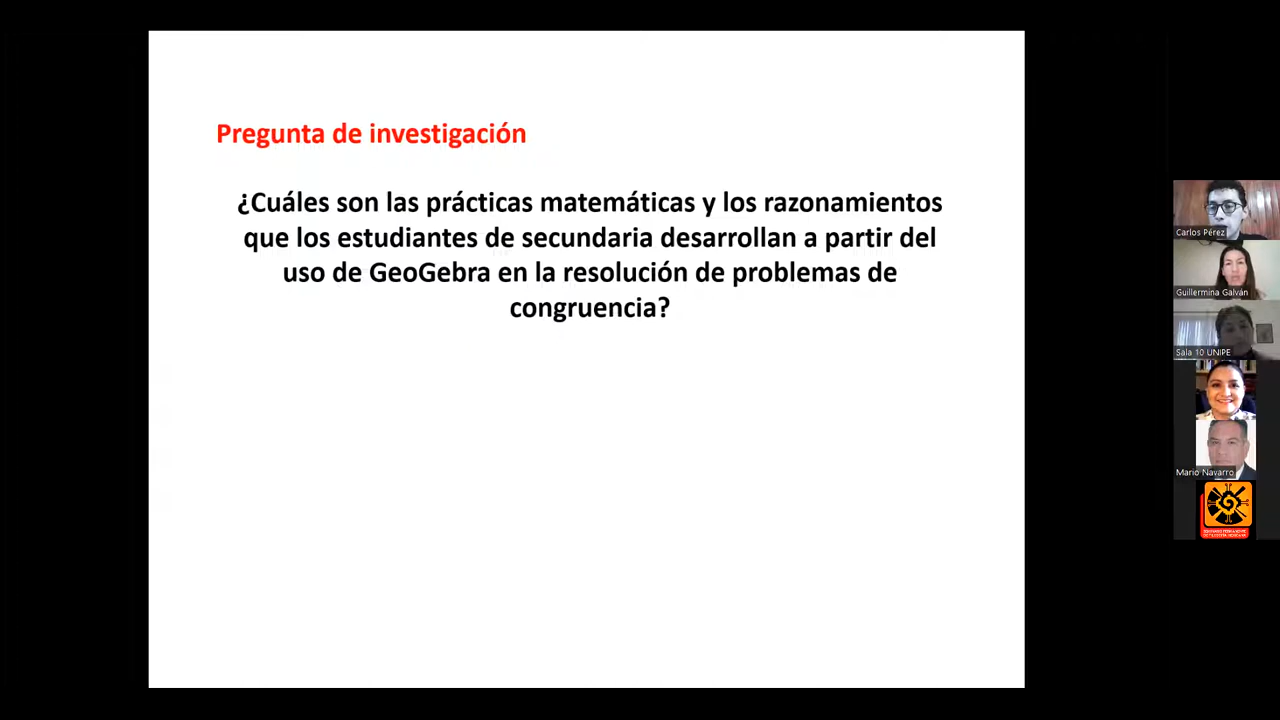 Pregunta de investigación
¿Cuáles son las prácticas matemáticas y los razonamientos
que los estudiantes de secundaria desarrollan a partir del
uso de GeoGebra en la resolución de problemas de
congruencia?
Carlos Pérez
Guillermina Galván
Sala 10 UNIPE
Mario Navarro